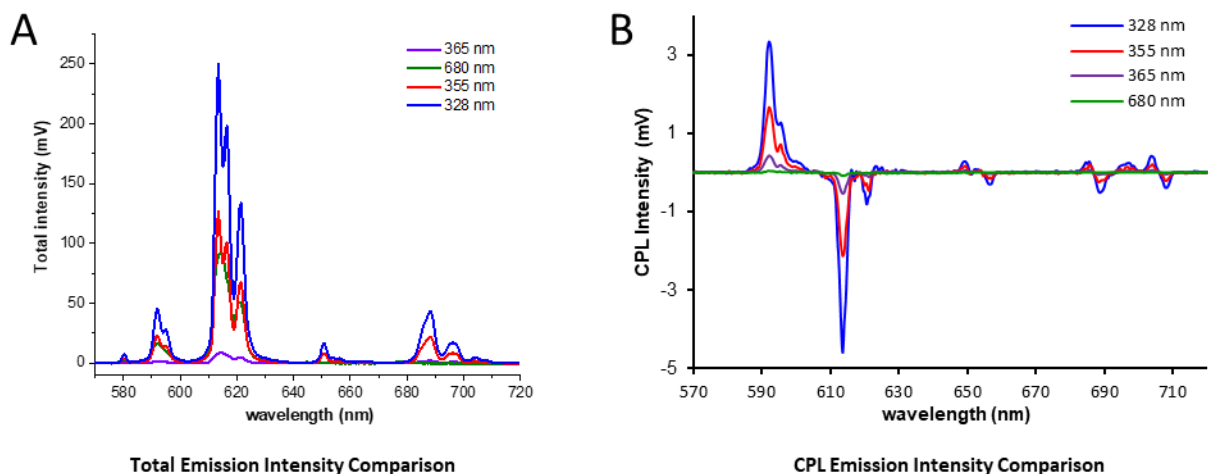 A
365 nm
680 nm
355 nm
328 nm
Total intensity (mV)
250
200
150
100
50
0
580 600 620 640 660 680 700 720
wavelength (nm)
Total Emission Intensity Comparison
B
328 nm
355 nm
365 nm
680 nm
CPL Intensity (mV)
3
1
-1
-3
-5
570 590 610 630 650 670 690 710
wavelength (nm)
CPL Emission Intensity Comparison